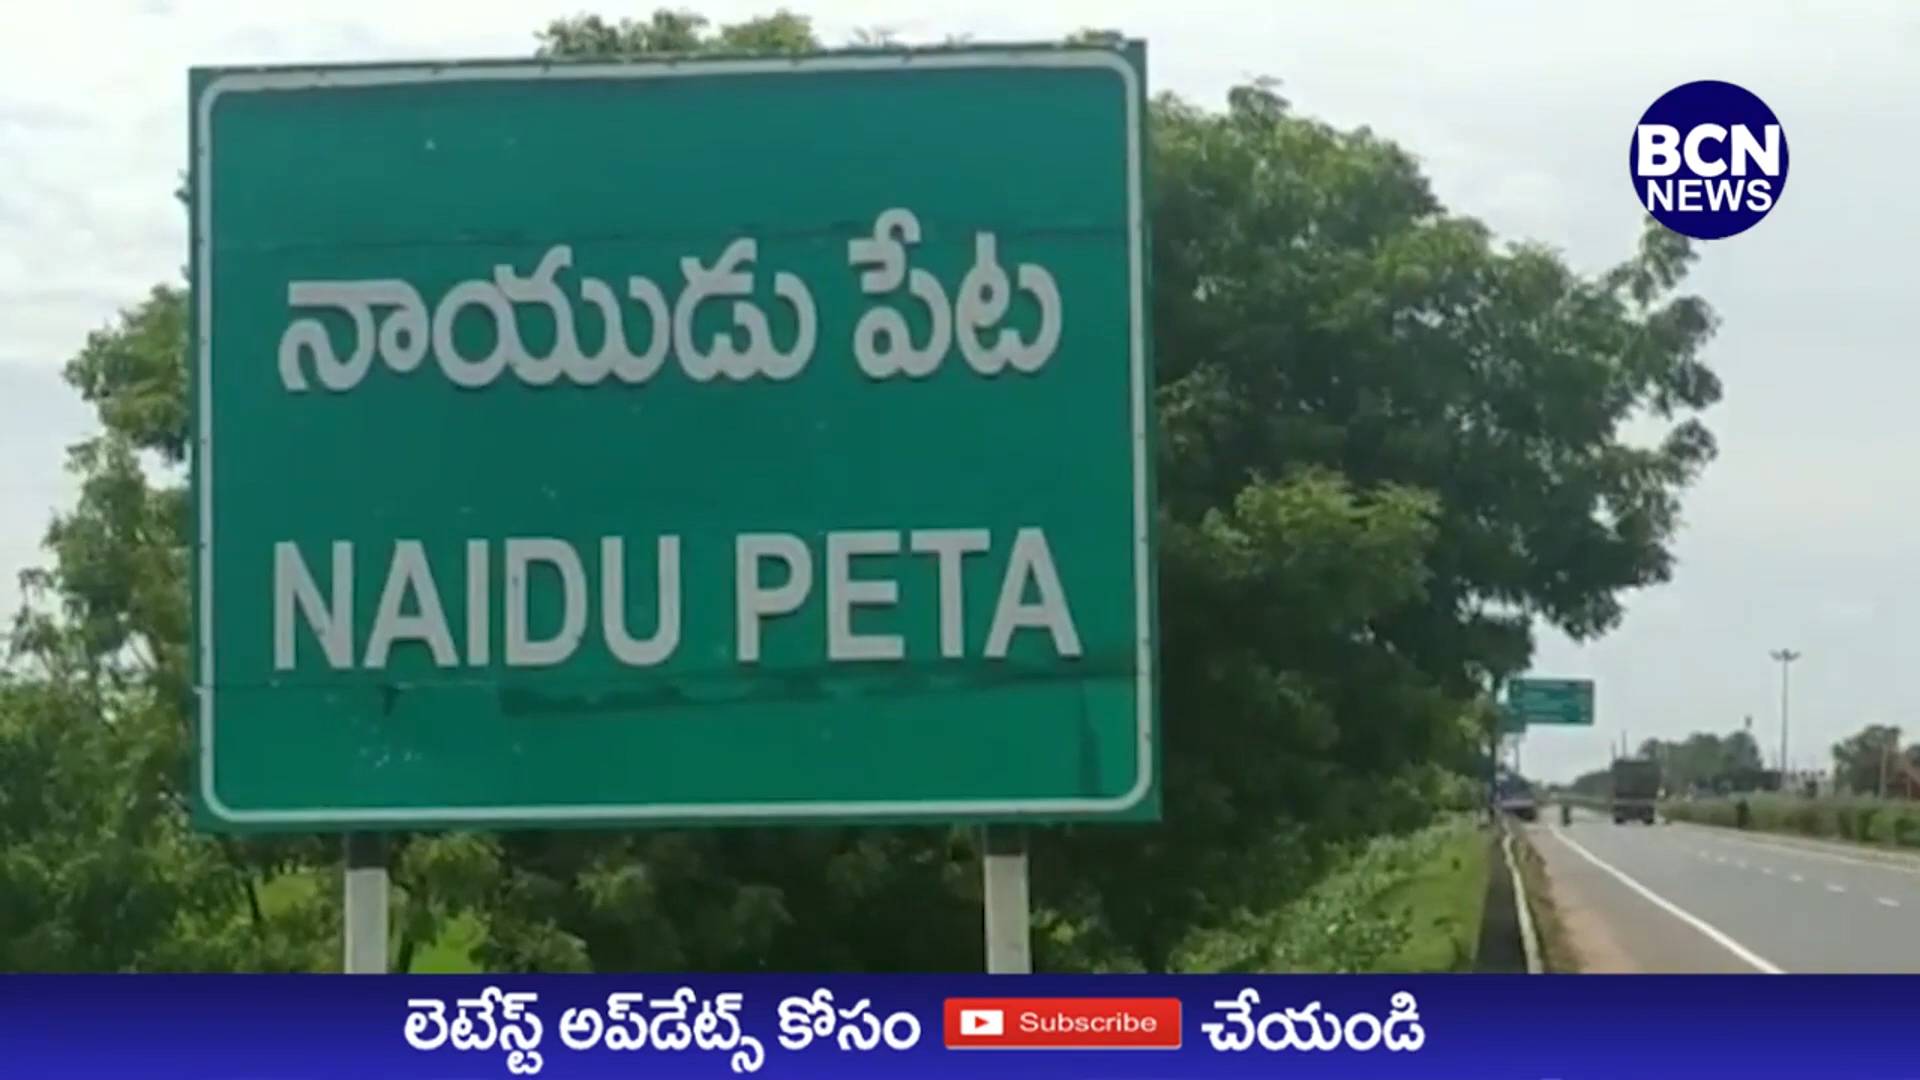 BCN
NEWS
నాయుడు పేట
NAIDU PETA
లెటేస్ట్ అప్‌డేట్స్ కోసం Subscribe చేయండి